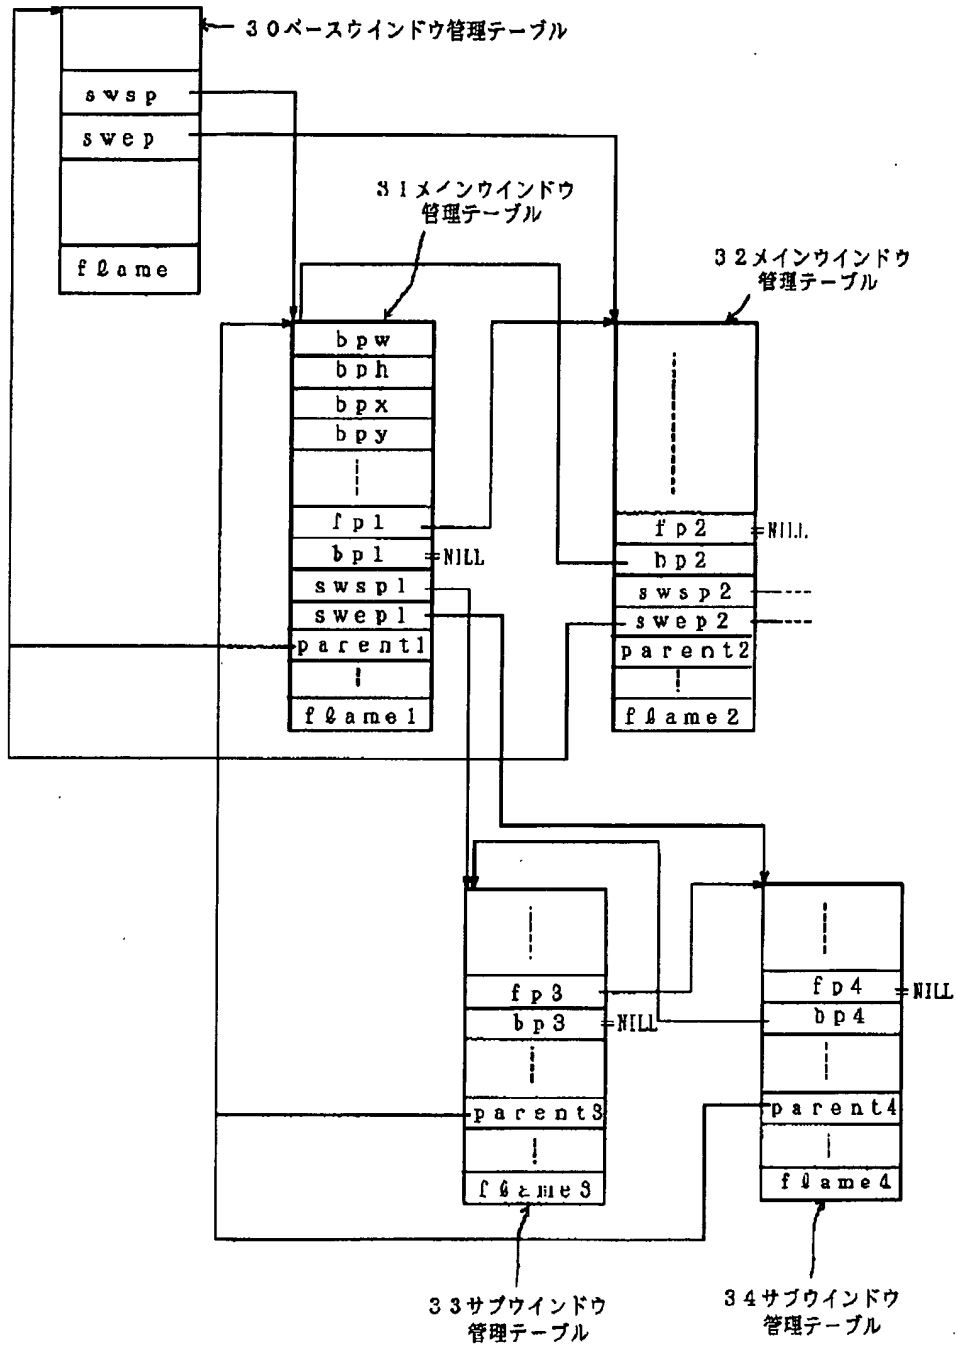 30ベースウインドウ管理テーブル
swsp
swep
flame
31メインウインドウ
管理テーブル
32メインウインドウ
管理テーブル
bpw
bph
bpx
bpy
fp1
bp1
NILL
swsp1
swep1
parent1
flame1
fp2
NILL
bp2
swsp2
swep2
parent2
flame2
fp3
bp3
NILL
parent3
flame3
fp4
NILL
bp4
parent4
flame4
33サブウインドウ
管理テーブル
34サブウインドウ
管理テーブル